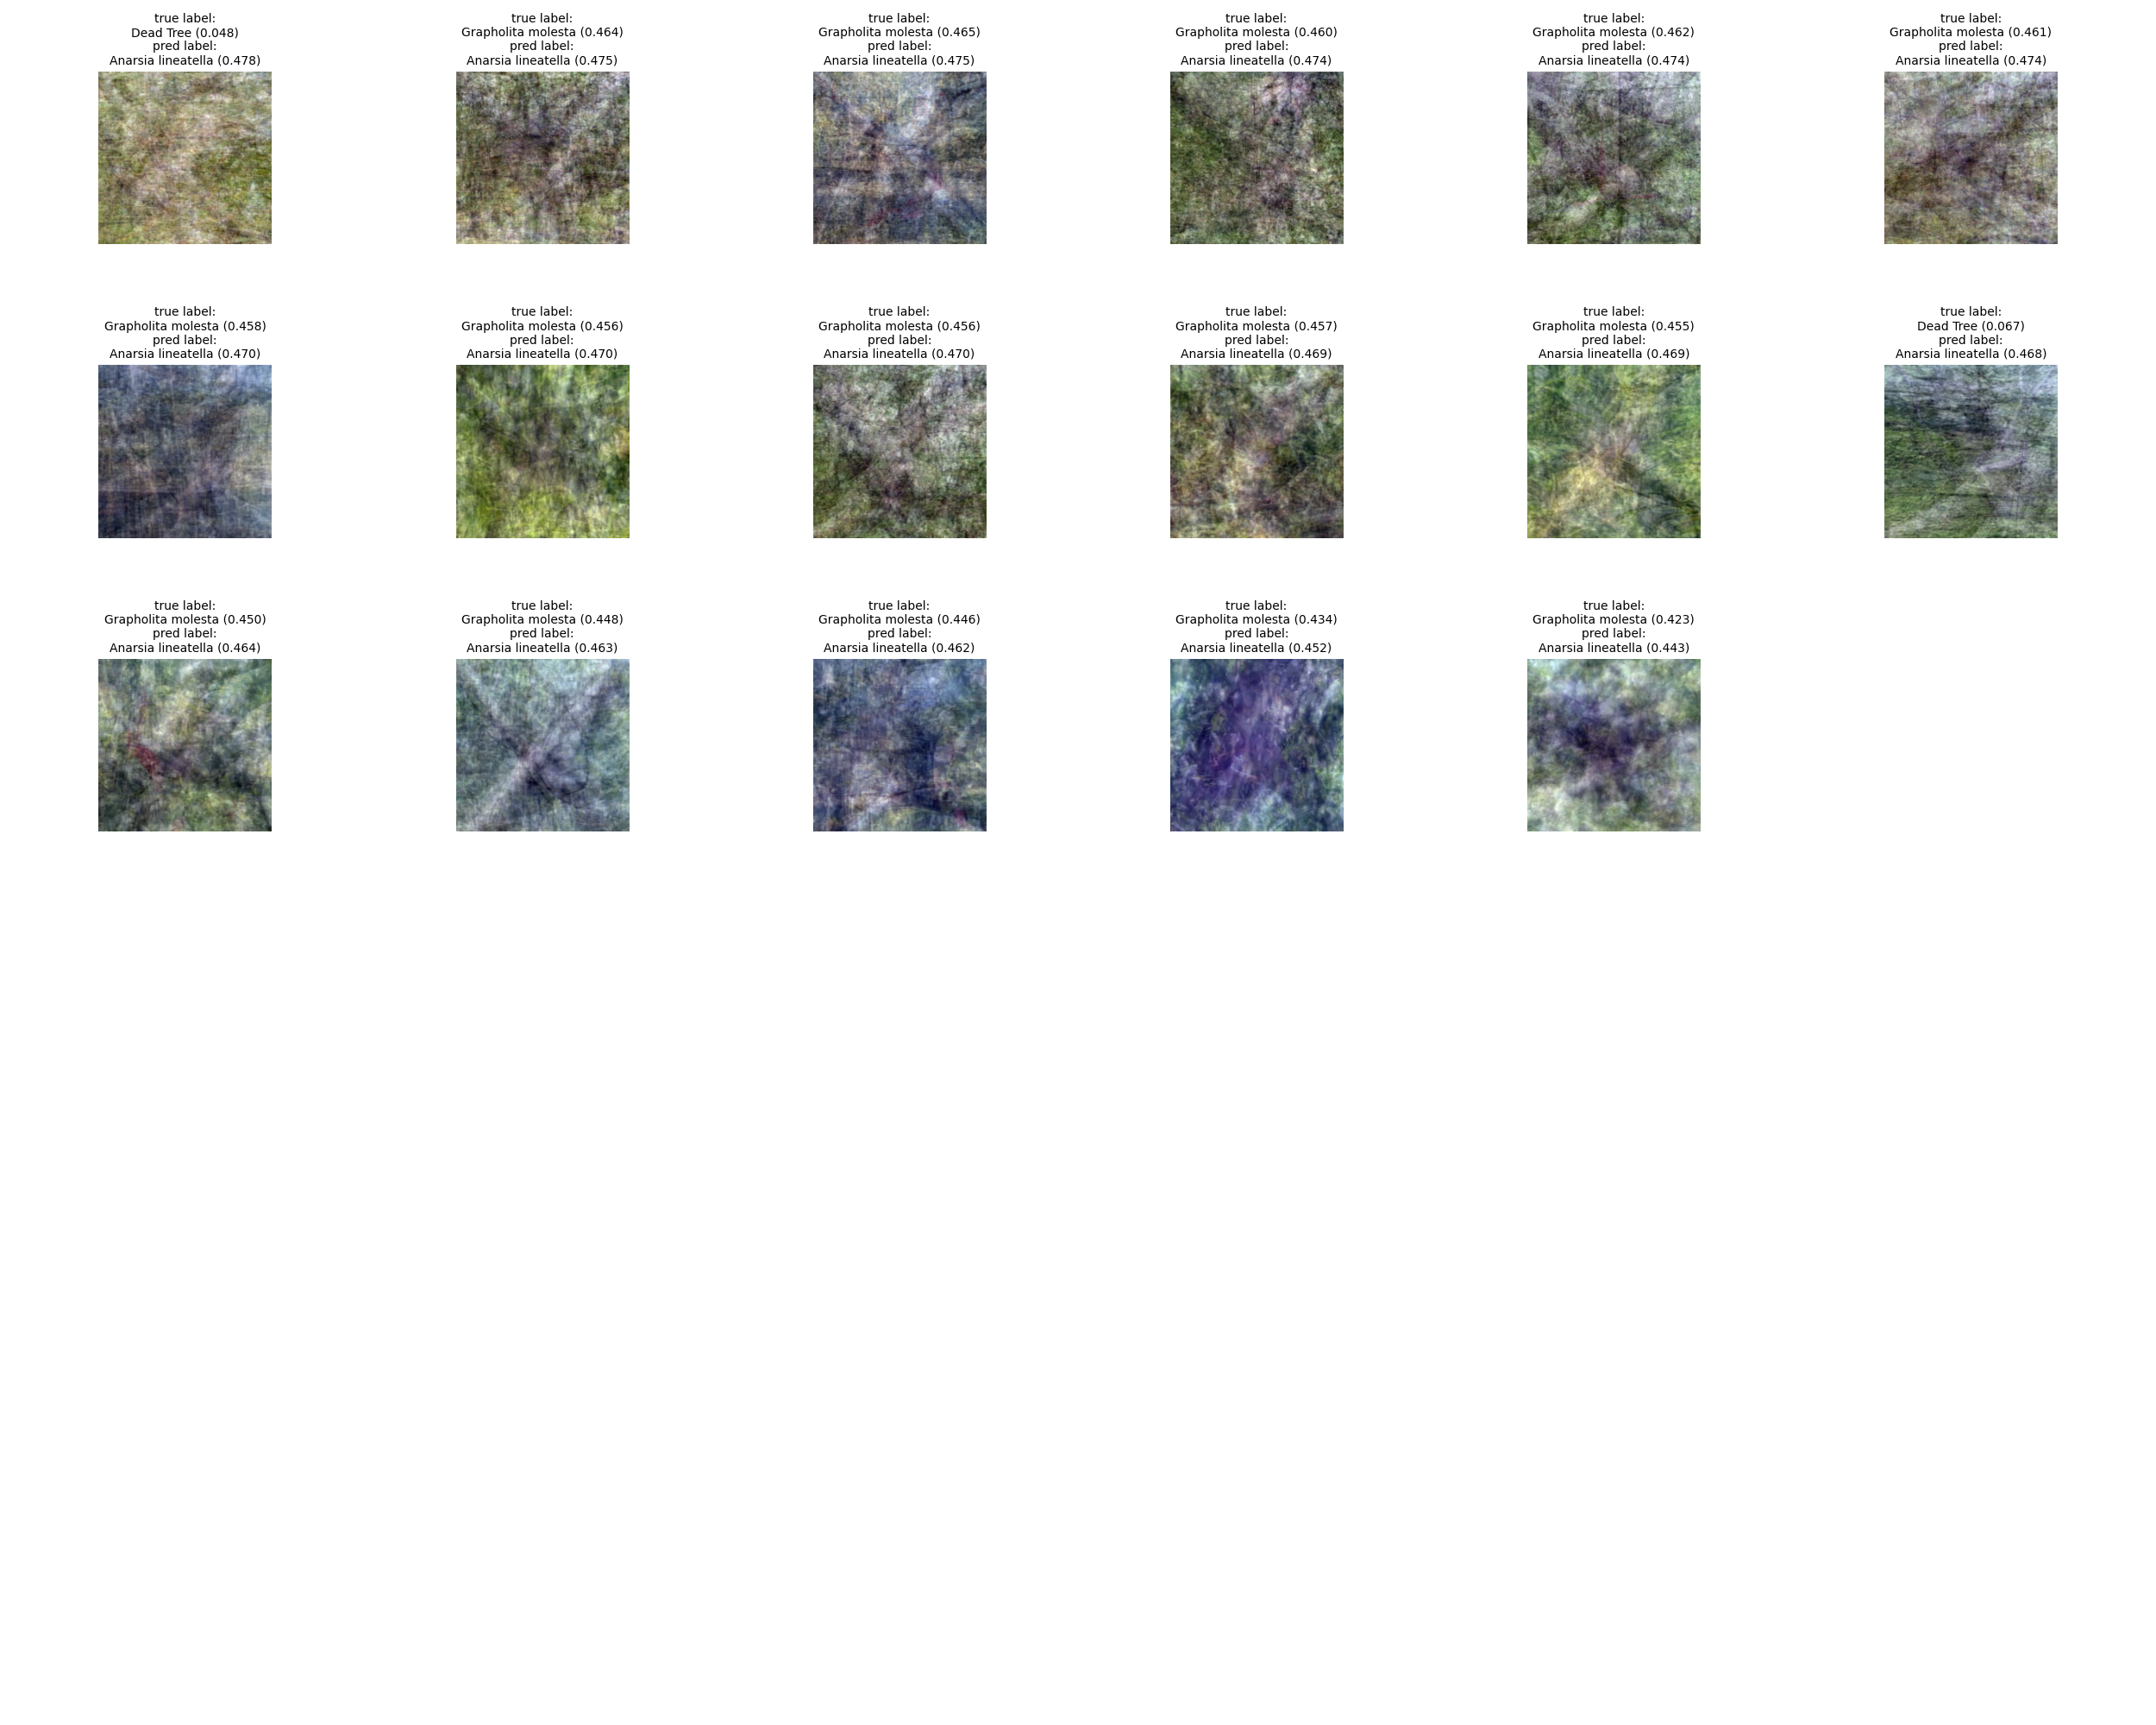 true label:
Dead Tree (0.048)
pred label:
Anarsia lineatella (0.478)
true label:
Grapholita molesta (0.464)
pred label:
Anarsia lineatella (0.475)
true label:
Grapholita molesta (0.465)
pred label:
Anarsia lineatella (0.475)
true label:
Grapholita molesta (0.460)
pred label:
Anarsia lineatella (0.474)
true label:
Grapholita molesta (0.462)
pred label:
Anarsia lineatella (0.474)
true label:
Grapholita molesta (0.461)
pred label:
Anarsia lineatella (0.474)
true label:
Grapholita molesta (0.458)
pred label:
Anarsia lineatella (0.470)
true label:
Grapholita molesta (0.456)
pred label:
Anarsia lineatella (0.470)
true label:
Grapholita molesta (0.456)
pred label:
Anarsia lineatella (0.470)
true label:
Grapholita molesta (0.457)
pred label:
Anarsia lineatella (0.469)
true label:
Grapholita molesta (0.455)
pred label:
Anarsia lineatella (0.469)
true label:
Dead Tree (0.067)
pred label:
Anarsia lineatella (0.468)
true label:
Grapholita molesta (0.450)
pred label:
Anarsia lineatella (0.464)
true label:
Grapholita molesta (0.448)
pred label:
Anarsia lineatella (0.463)
true label:
Grapholita molesta (0.446)
pred label:
Anarsia lineatella (0.462)
true label:
Grapholita molesta (0.434)
pred label:
Anarsia lineatella (0.452)
true label:
Grapholita molesta (0.423)
pred label:
Anarsia lineatella (0.443)